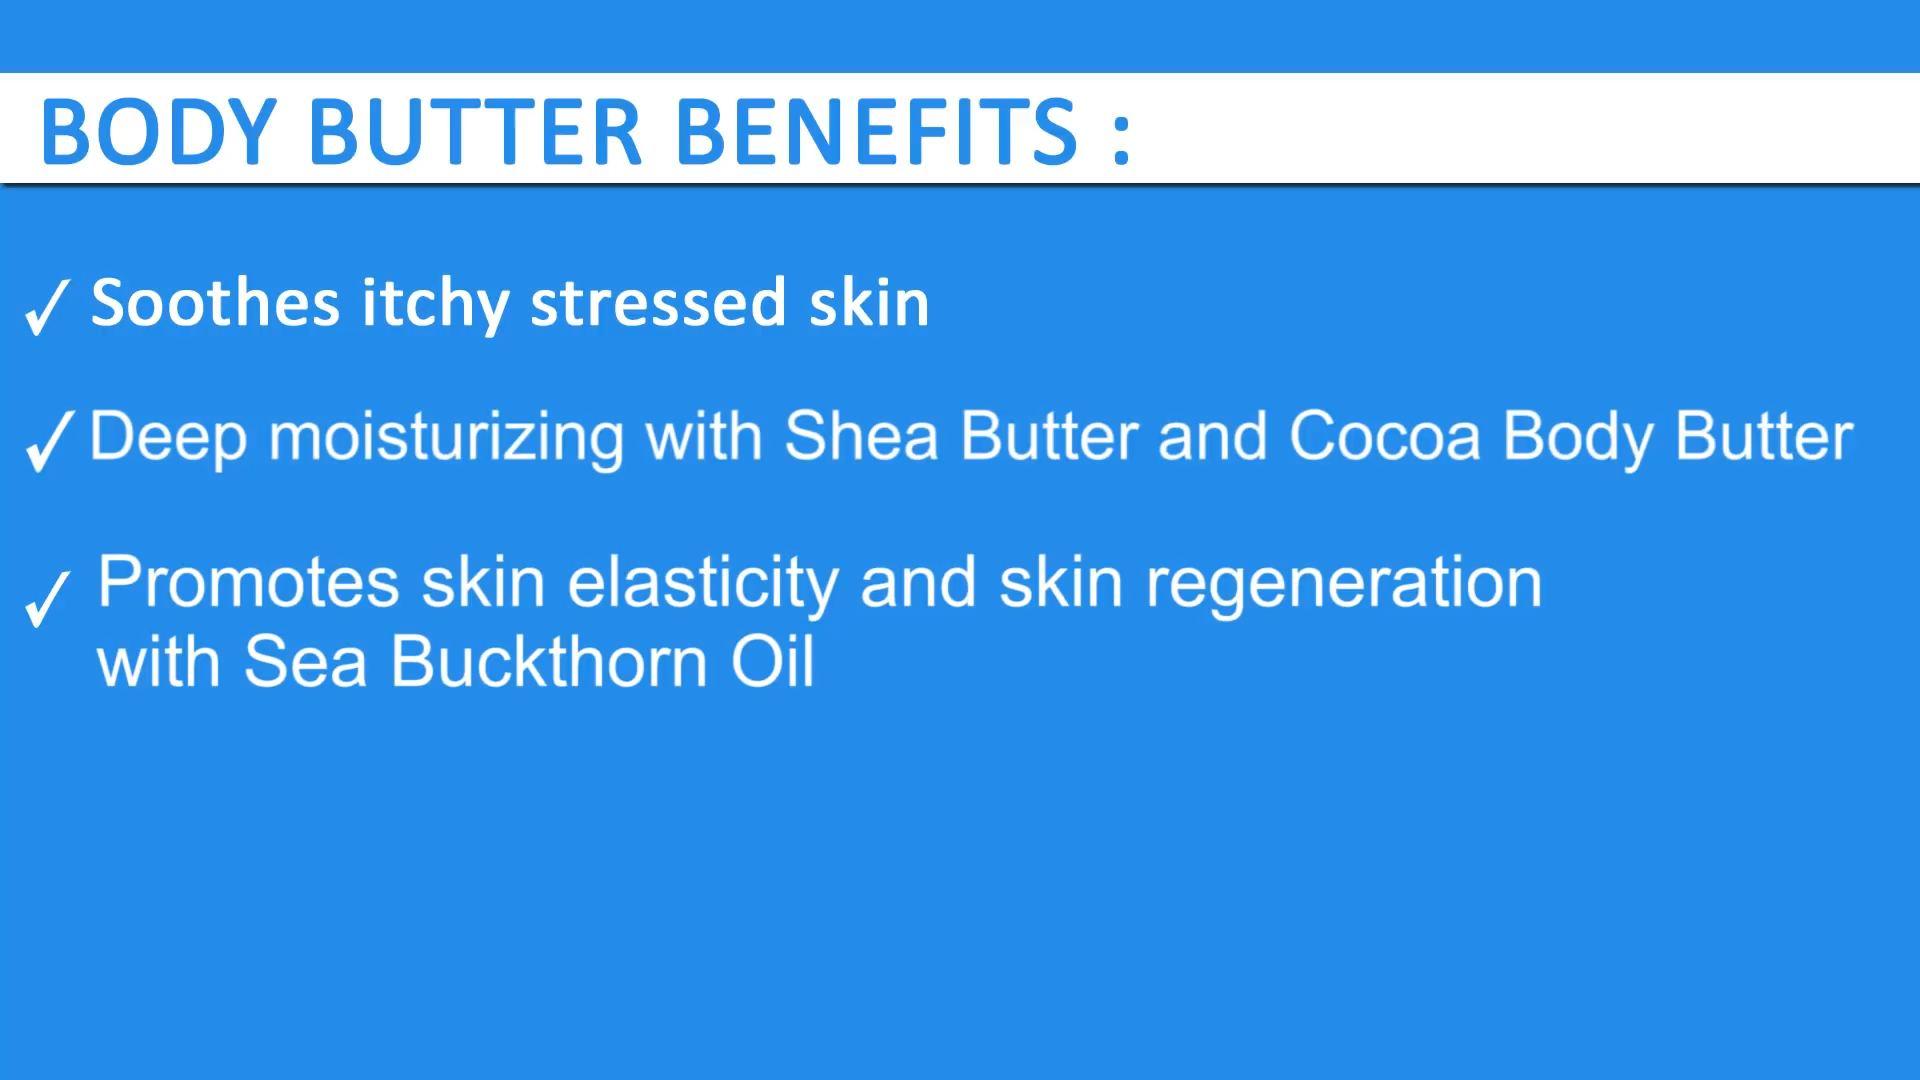 BODY BUTTER BENEFITS :
✓ Soothes itchy stressed skin
✓ Deep moisturizing with Shea Butter and Cocoa Body Butter
✓ Promotes skin elasticity and skin regeneration
with Sea Buckthorn Oil